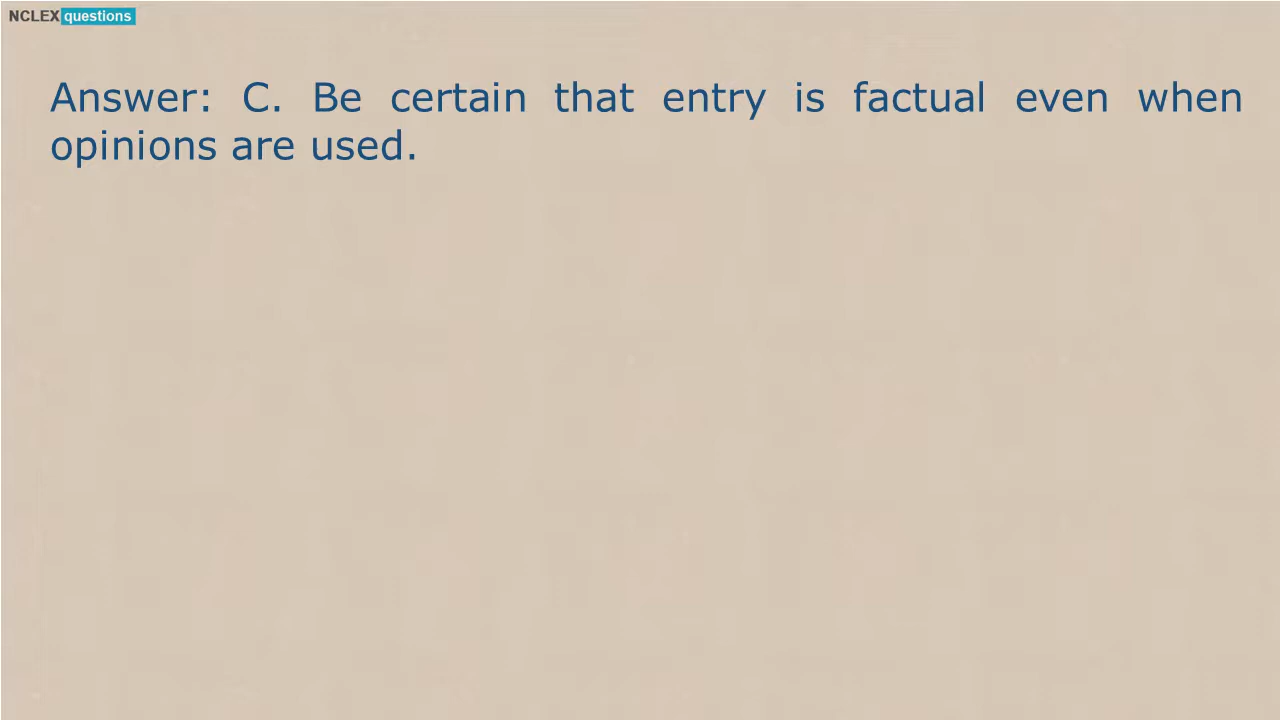 NCLEX questions
Answer: C. Be certain that entry is factual even when
opinions are used.